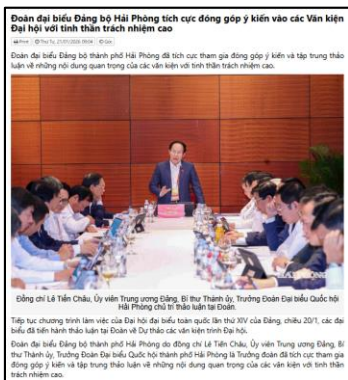 Đoàn đại biểu Đảng bộ Hải Phòng tích cực đóng góp ý kiến vào các Văn kiện
Đại hội với tinh thần trách nhiệm cao
Print Thứ Tư, 21/01/2026
Đoàn đại biểu Đảng bộ thành phố Hải Phòng đã tích cực tham gia đóng góp ý kiến và tập trung thảo
luận về những nội dung quan trọng của các văn kiện với tinh thần trách nhiệm cao.
Đồng chí Lê Tiến Châu, Ủy viên Trung ương Đảng, Bí thư Thành ủy, Trưởng Đoàn Đại biểu Quốc hội
Hải Phòng chủ trì thảo luận tại Đoàn.
Tiếp tục chương trình làm việc của Đại hội đại biểu toàn quốc lần thứ XIV của Đảng, chiều 20/1, các đại
biểu đã tiến hành thảo luận tại Đoàn về Dự thảo các văn kiện trình Đại hội.
Đoàn đại biểu Đảng bộ thành phố Hải Phòng do đồng chí Lê Tiến Châu, Ủy viên Trung ương Đảng, Bí
thư Thành ủy, Trưởng Đoàn Đại biểu Quốc hội thành phố Hải Phòng là Trưởng đoàn đã tích cực tham
gia đóng góp ý kiến và tập trung thảo luận về những nội dung quan trọng của các văn kiện với tinh thần
trách nhiệm cao.